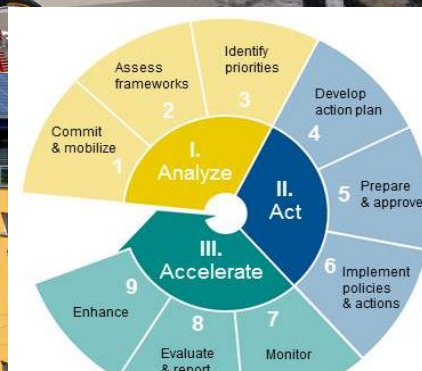 Commit
& mobilize
1
Assess
frameworks
2
Identify
priorities
3
I.
Analyze
Develop
action plan
4
5
Prepare
& approve
6
Implement
policies
& actions
II.
Act
III.
Accelerate
7
Monitor
8
Evaluate
& report
9
Enhance